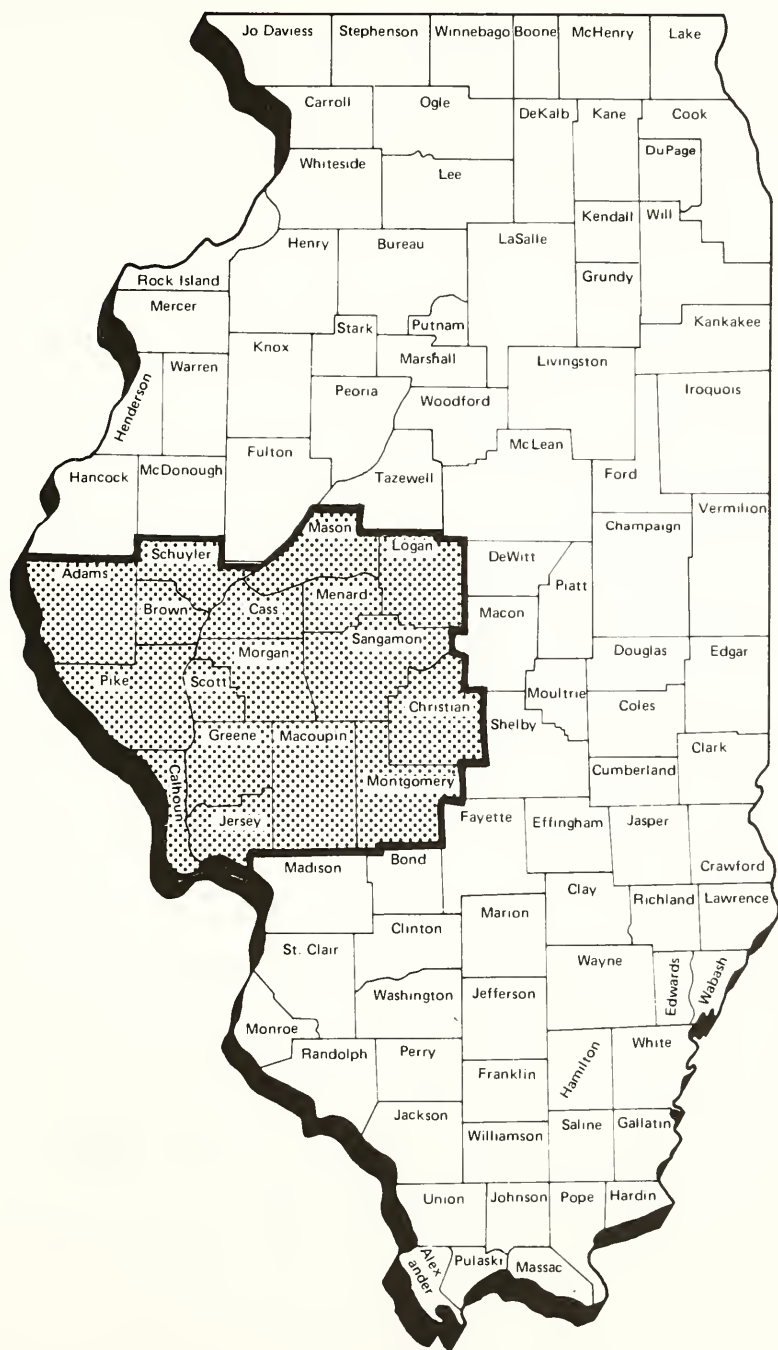 Jo Daviess Stephenson Winnebago Boone McHenry Lake
Carroll Ogle DeKalb Kane Cook
DuPage
Whiteside Lee
Kendall Will
Henry Bureau LaSalle
Rock Island Grundy
Mercer
Stark Putnam Kankakee
Knox Marshall Livingston
Henderson Warren Peoria Woodford Iroquois
Hancock McDonough Fulton Tazewell McLean Ford
Vermilion
Mason Champaign
Schuyler Logan DeWitt
Adams Piatt
Brown Cass Menard Macon
Sangamon
Morgan Douglas Edgar
Pike Scott Moultrie
Christian Coles
Greene Macoupin Shelby
Clark
Calhoun Montgomery Cumberland
Jersey Fayette Effingham Jasper
Madison Bond Crawford
Clay Richland Lawrence
Marion
Clinton
St. Clair Wayne Edwards Wabash
Washington Jefferson
Monroe
Randolph Perry Hamilton White
Franklin
Jackson
Williamson Saline Gallatin
Union Johnson Pope Hardin
Alex
ander Pulaski Massac